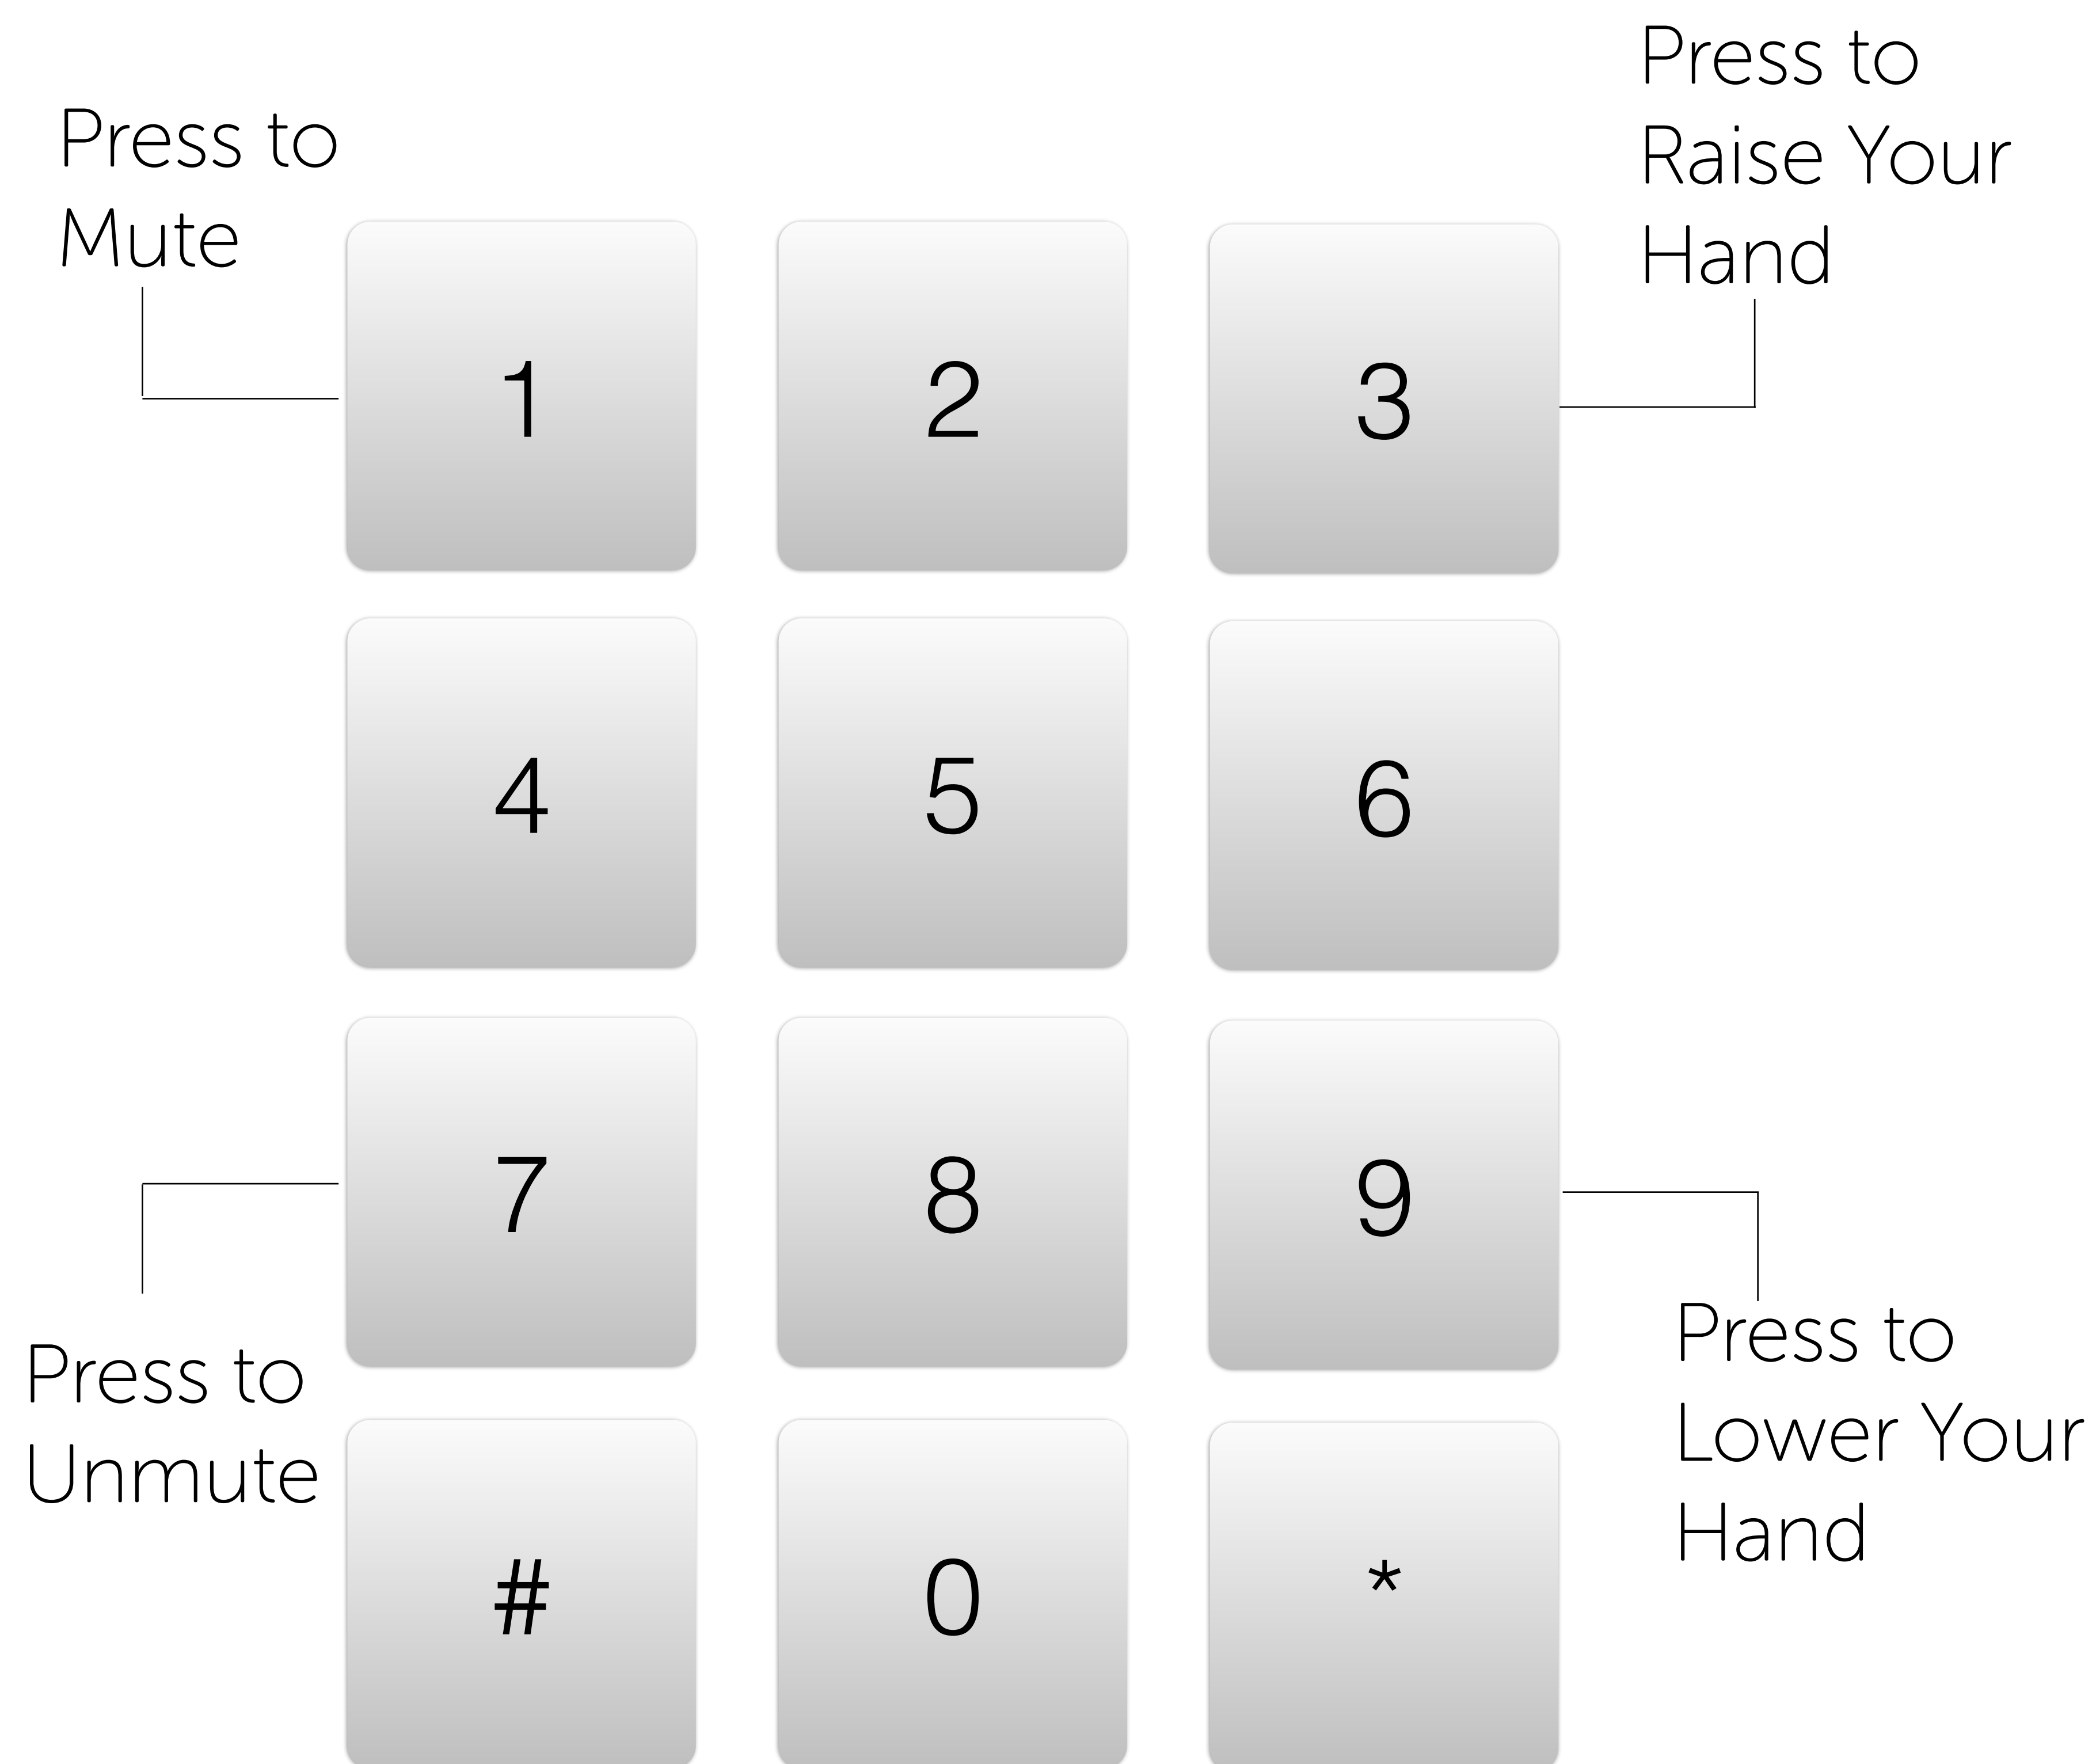 Press to
Raise Your
Hand
Press to
Mute
1 2 3
4 5 6
7 8 9
Press to
Unmute
Press to
Lower Your
Hand
# 0 *